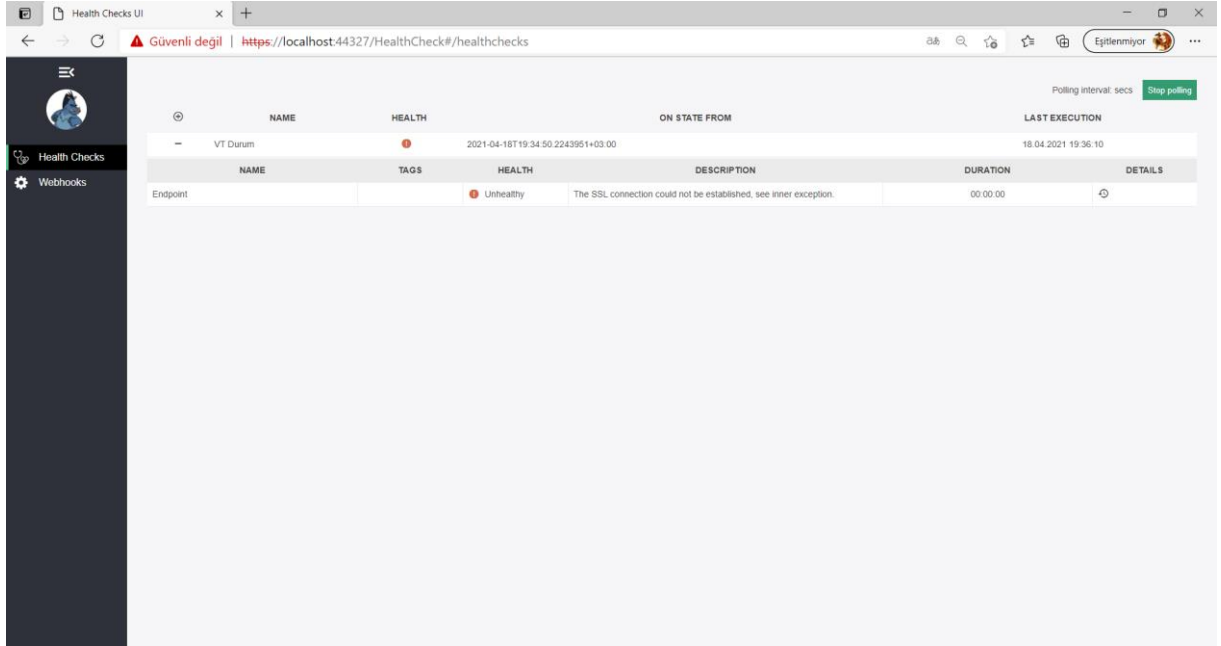 Health Checks UI
Güvenli değil | https://localhost:44327/HealthCheck#/healthchecks
Eşitlenmiyor
Polling interval: secs Stop polling
NAME HEALTH ON STATE FROM LAST EXECUTION
VT Durum 2021-04-18T19:34:50.2243951+03:00 18.04.2021 19:36:10
Health Checks
NAME TAGS HEALTH DESCRIPTION DURATION DETAILS
Webhooks
Endpoint Unhealthy The SSL connection could not be established, see inner exception. 00:00:00